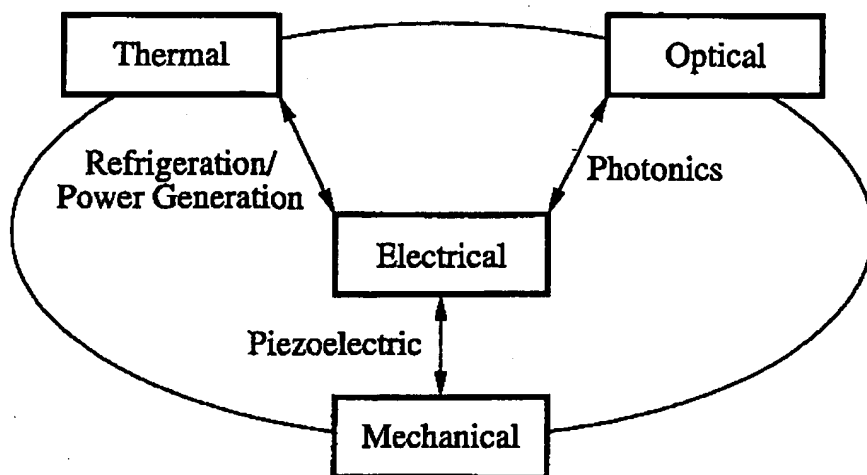 Thermal
Optical
Refrigeration/
Power Generation
Photonics
Electrical
Piezoelectric
Mechanical